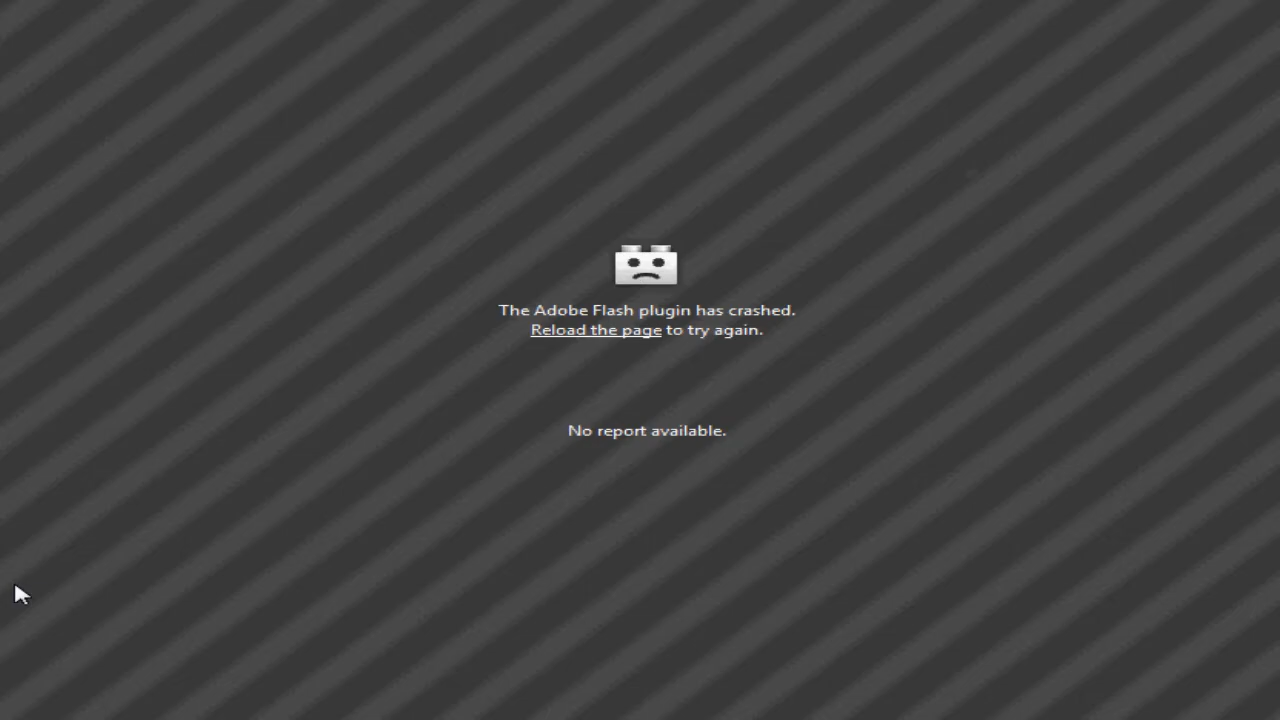 The Adobe Flash plugin has crashed.
Reload the page to try again.
No report available.